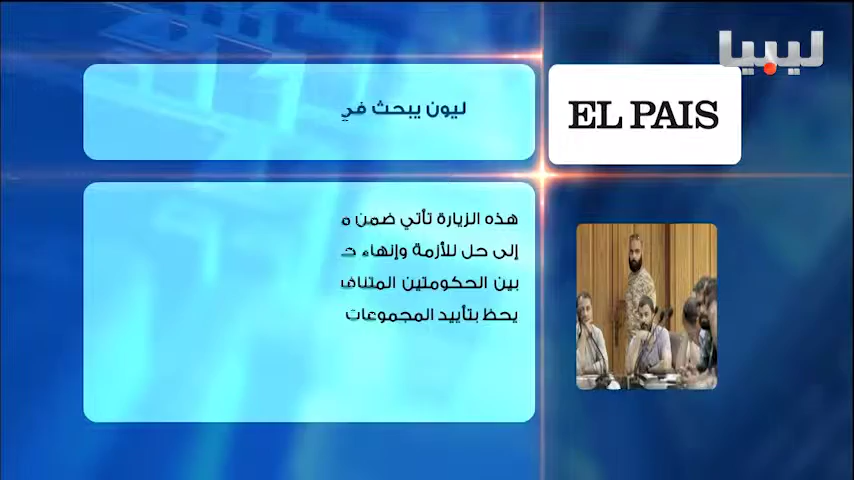 ليبيا
EL PAIS
ليون يبحث في
هذه الزيارة تأتي ضمن
إلى حل للأزمة وإنهاء
بين الحكومتين
يحظ بتأييد المجموعات